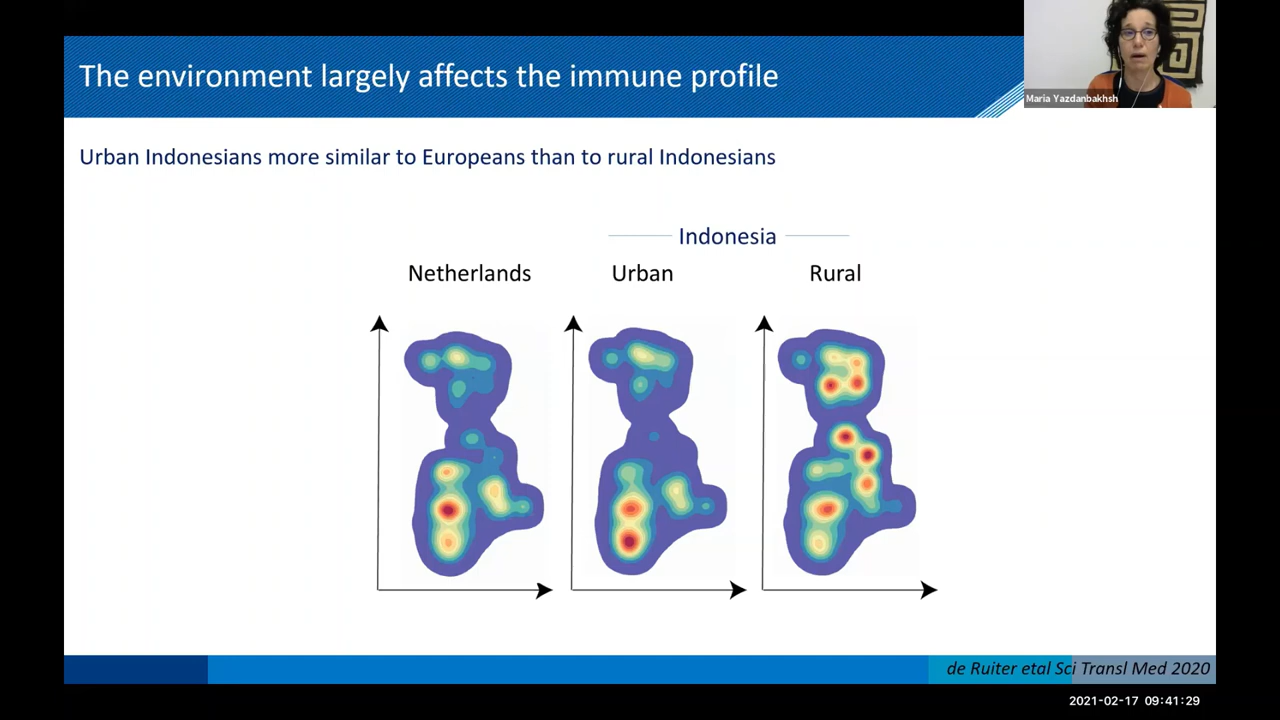 The environment largely affects the immune profile
Maria Yazdanbakhsh
Urban Indonesians more similar to Europeans than to rural Indonesians
Indonesia
Netherlands Urban Rural
de Ruiter etal Sci Transl Med 2020
2021-02-17 09:41:29